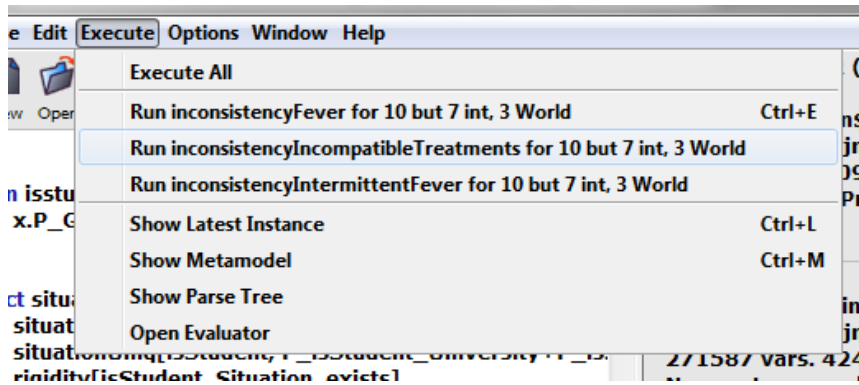 e Edit Execute Options Window Help
Execute All
Open
Run inconsistencyFever for 10 but 7 int, 3 World Ctrl+E
Run inconsistencyIncompatibleTreatments for 10 but 7 int, 3 World
Run inconsistencyIntermittentFever for 10 but 7 int, 3 World
x.P_G
Show Latest Instance Ctrl+L
Show Metamodel Ctrl+M
Show Parse Tree
Open Evaluator
rigidity[isStudent, Situation, exists]
271587 vars. 424